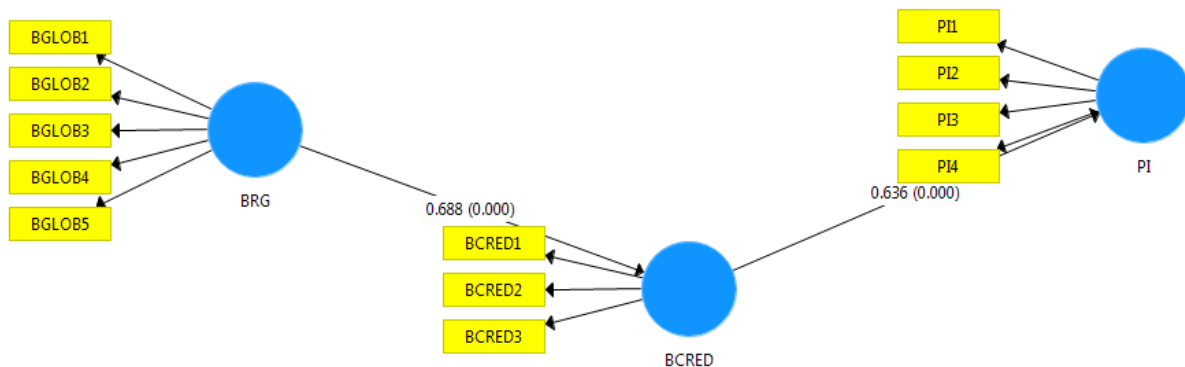 BGLOB1
BGLOB2
BGLOB3
BGLOB4
BGLOB5
BRG
0.688 (0.000)
BCRED1
BCRED2
BCRED3
BCRED
0.636 (0.000)
PI1
PI2
PI3
PI4
PI